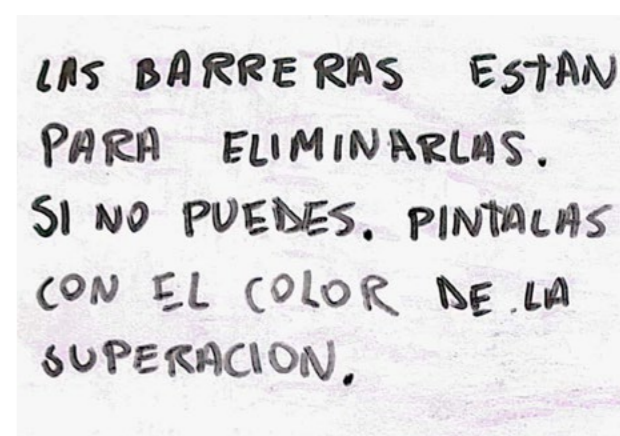 LAS BARRERAS ESTAN
PARA ELIMINARLAS.
SI NO PUEDES. PINTALAS
CON EL COLOR DE LA
SUPERACION.